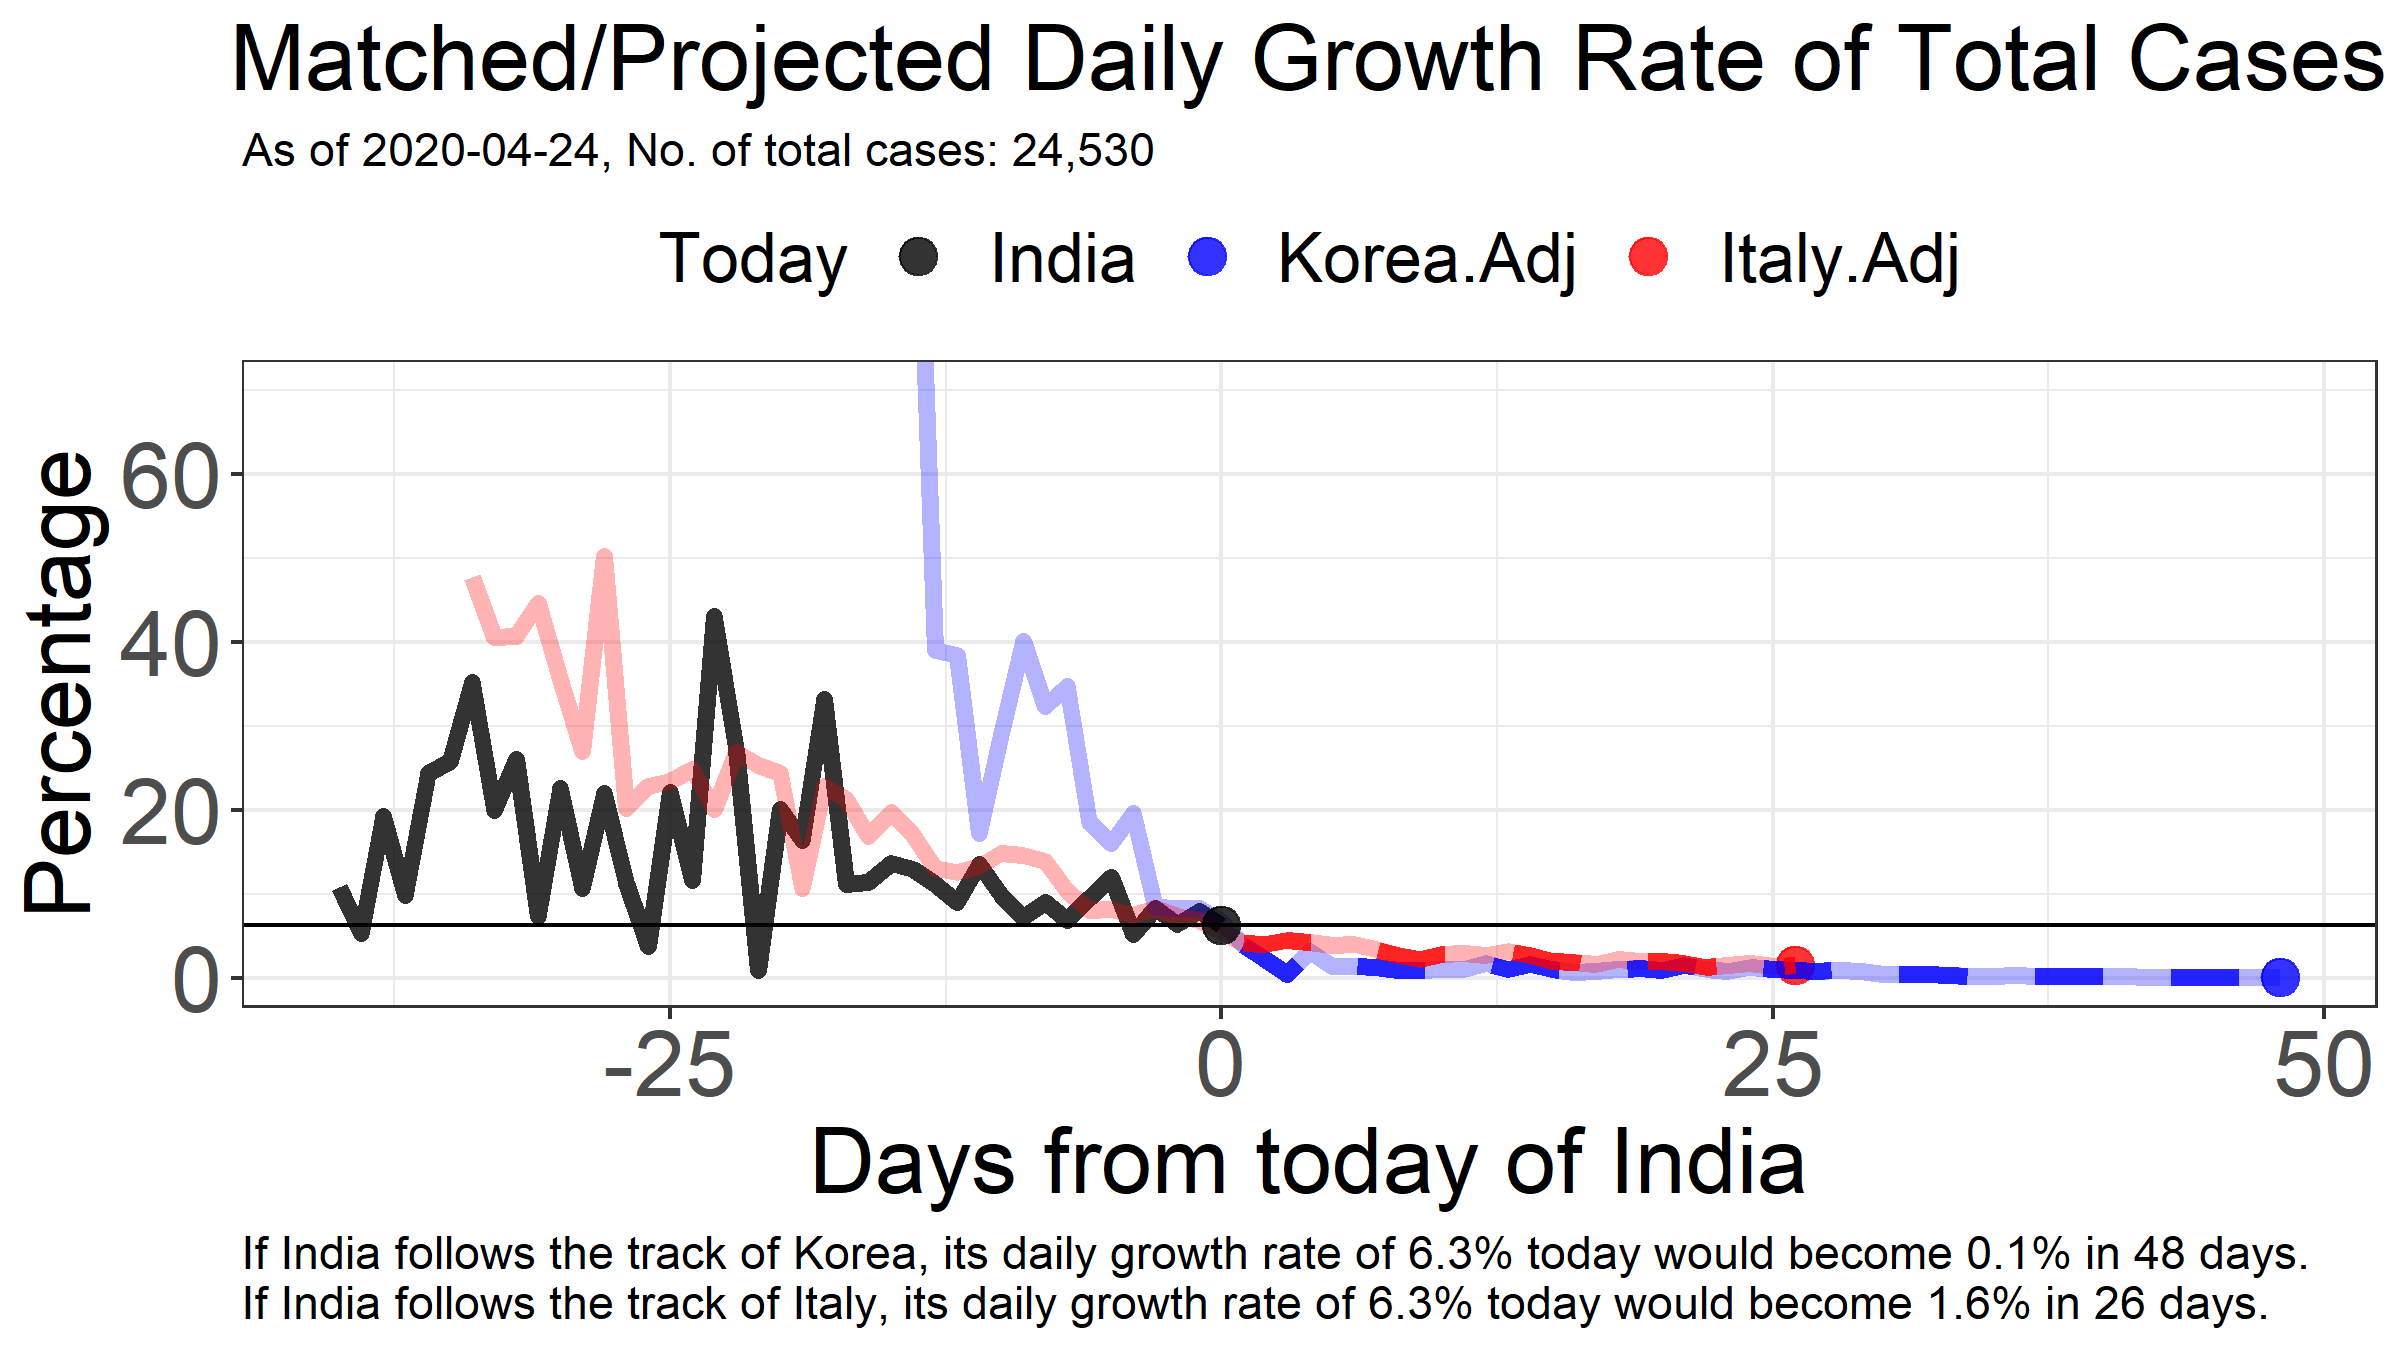 Matched/Projected Daily Growth Rate of Total Cases
As of 2020-04-24, No. of total cases: 24,530
Today India Korea.Adj Italy.Adj
Percentage
60
40
20
0
-25 0 25 50
Days from today of India
If India follows the track of Korea, its daily growth rate of 6.3% today would become 0.1% in 48 days.
If India follows the track of Italy, its daily growth rate of 6.3% today would become 1.6% in 26 days.